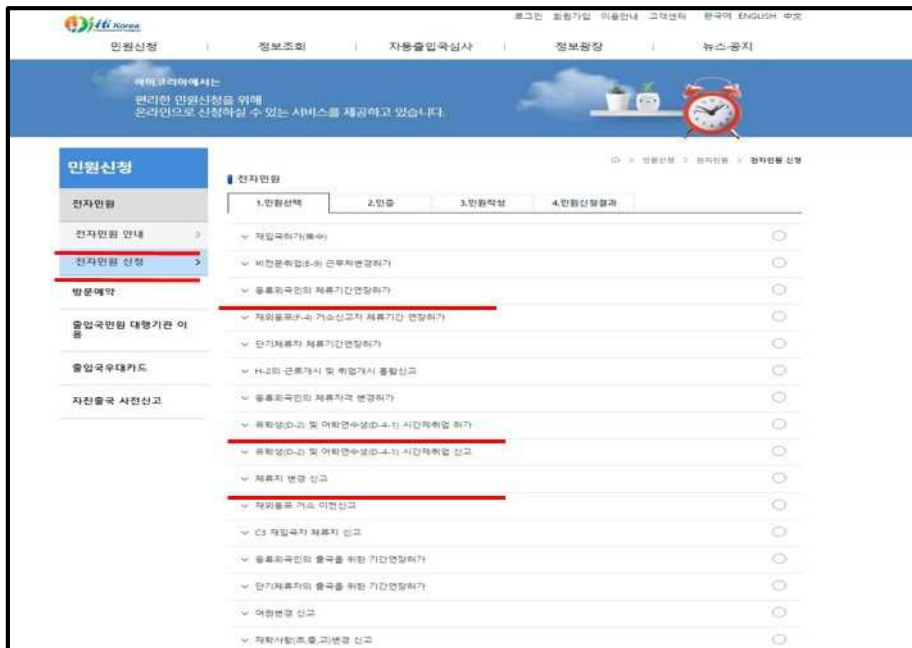 Hi Korea
로그인 회원가입 이용안내 고객센터 한국어 ENGLISH 中文
민원신청 정보조회 자동출입국심사 정보광장 뉴스·공지
하이코리아에서는
편리한 민원신청을 위해
온라인으로 신청하실 수 있는 서비스를 제공하고 있습니다.
민원신청
> 민원신청 > 전자민원 > 전자민원 신청
전자민원
전자민원
1.민원선택 2.인증 3.민원작성 4.민원신청결과
전자민원 안내 >
전자민원 신청 >
방문예약
출입국민원 대행기관 이
용
출입국우대카드
자진출국 사전신고
재입국허가(복수)
비전문취업(E-9) 근무처변경허가
등록외국인의 체류기간연장허가
재외동포(F-4) 거소신고자 체류기간 연장허가
단기체류자 체류기간연장허가
H-2의 근로개시 및 취업개시 통합신고
등록외국인의 체류자격 변경허가
유학생(D-2) 및 어학연수생(D-4-1) 시간제취업 허가
유학생(D-2) 및 어학연수생(D-4-1) 시간제취업 신고
체류지 변경 신고
재외동포 거소 이전신고
C3 재입국자 체류지 신고
등록외국인의 출국을 위한 기간연장허가
단기체류자의 출국을 위한 기간연장허가
여권변경 신고
재학사항(초,중,고)변경 신고